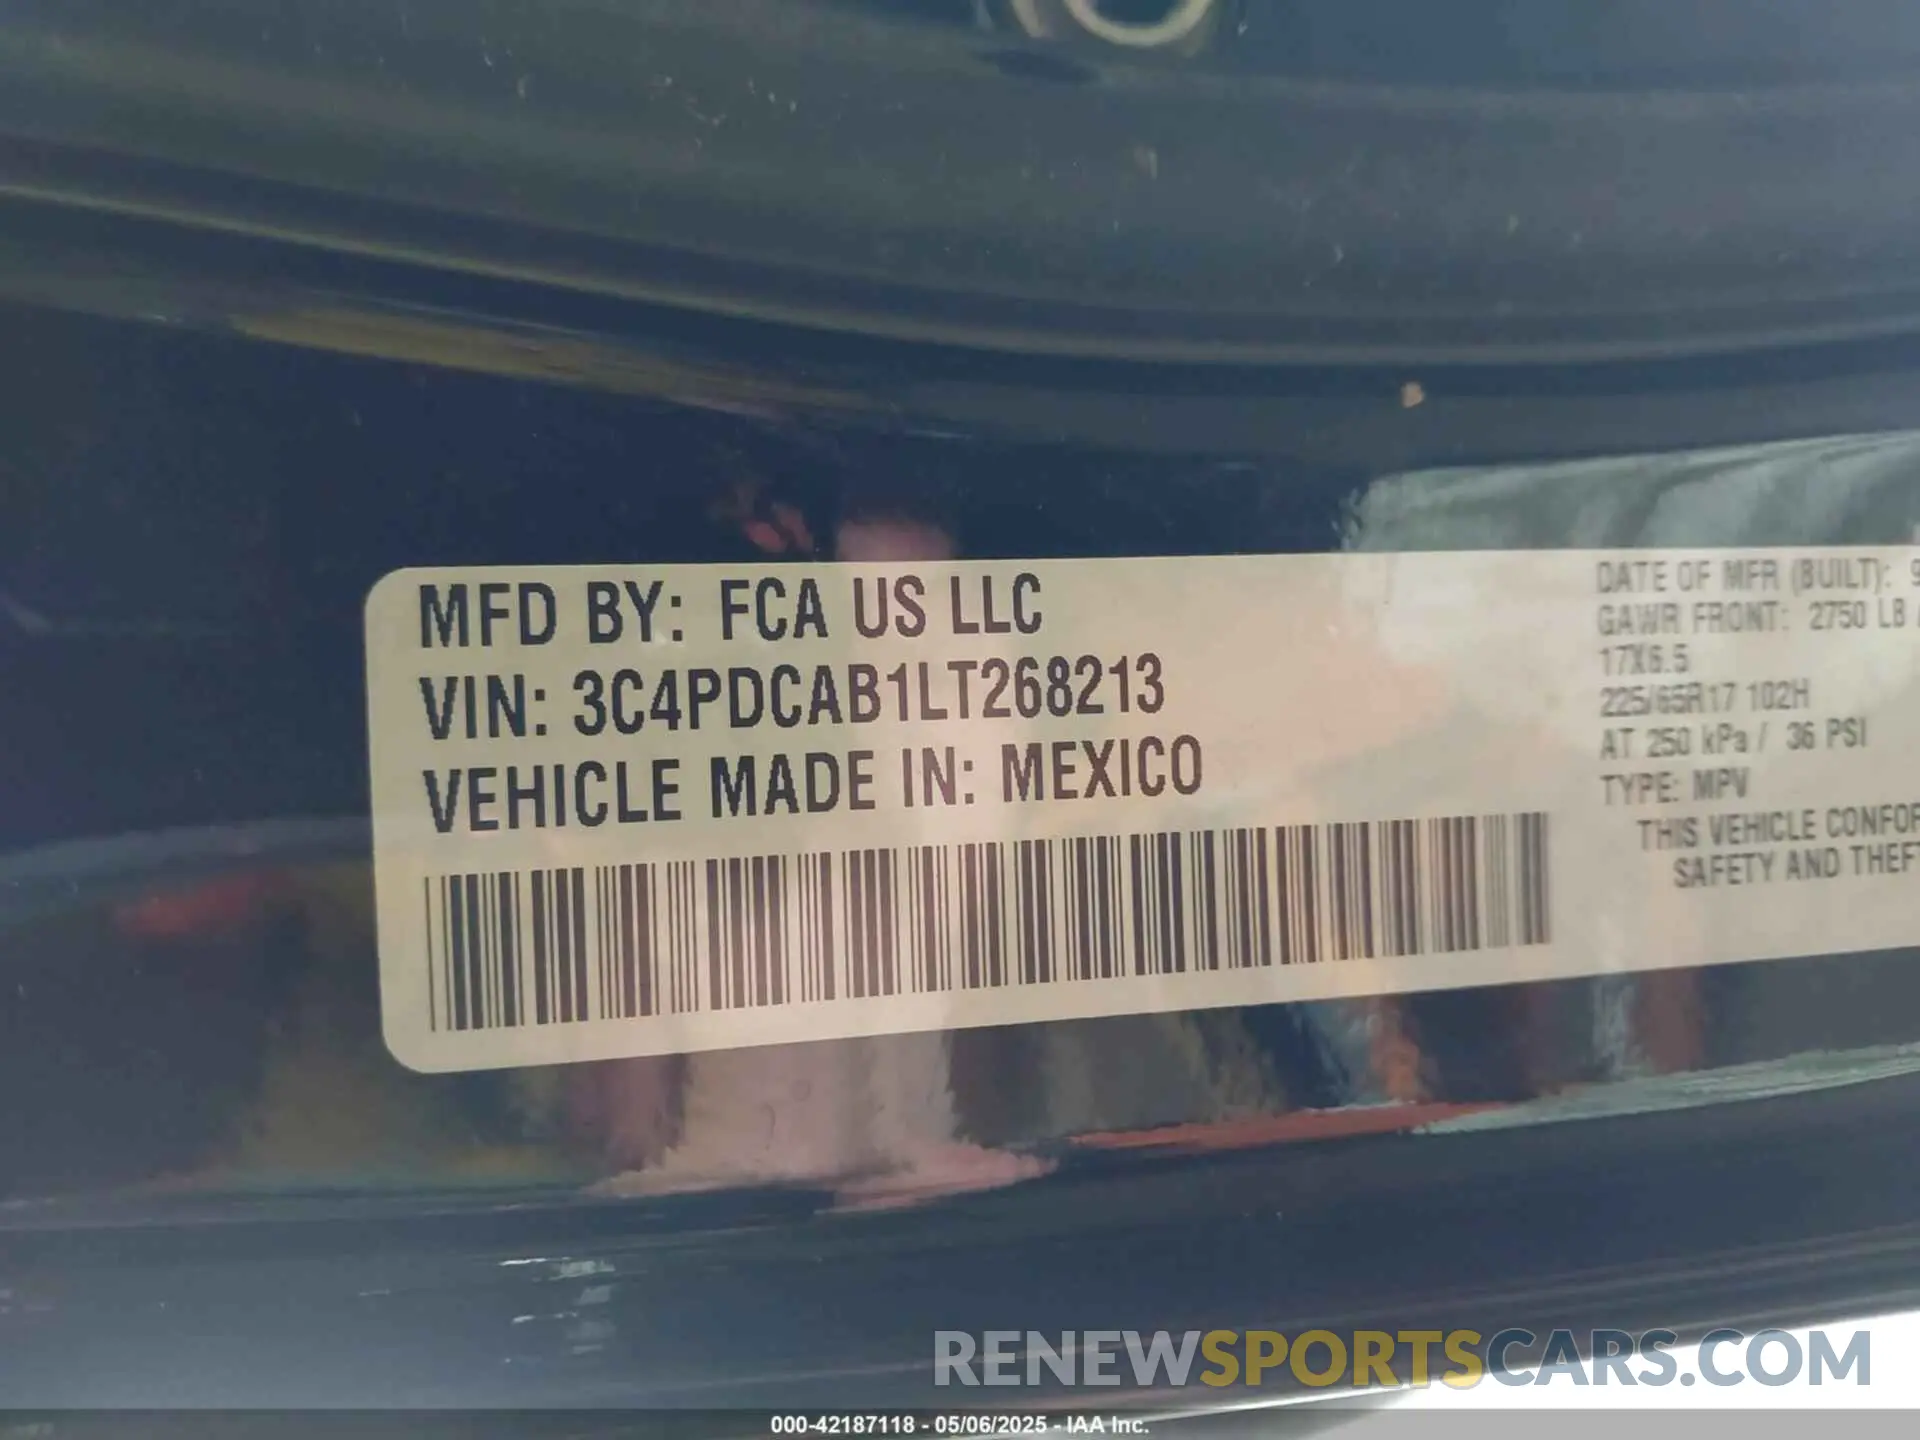 MFD BY: FCA US LLC
VIN: 3C4PDCAB1LT268213
VEHICLE MADE IN: MEXICO
DATE OF MFR (BUILT): 9
GAWR FRONT: 2750 LB
17X6.5
225/65R17 102H
AT 250 kPa / 36 PSI
TYPE: MPV
THIS VEHICLE CONFOR
SAFETY AND THEFT
RENEWSPORTSCARS.COM
000-42187118 - 05/06/2025 - IAA Inc.